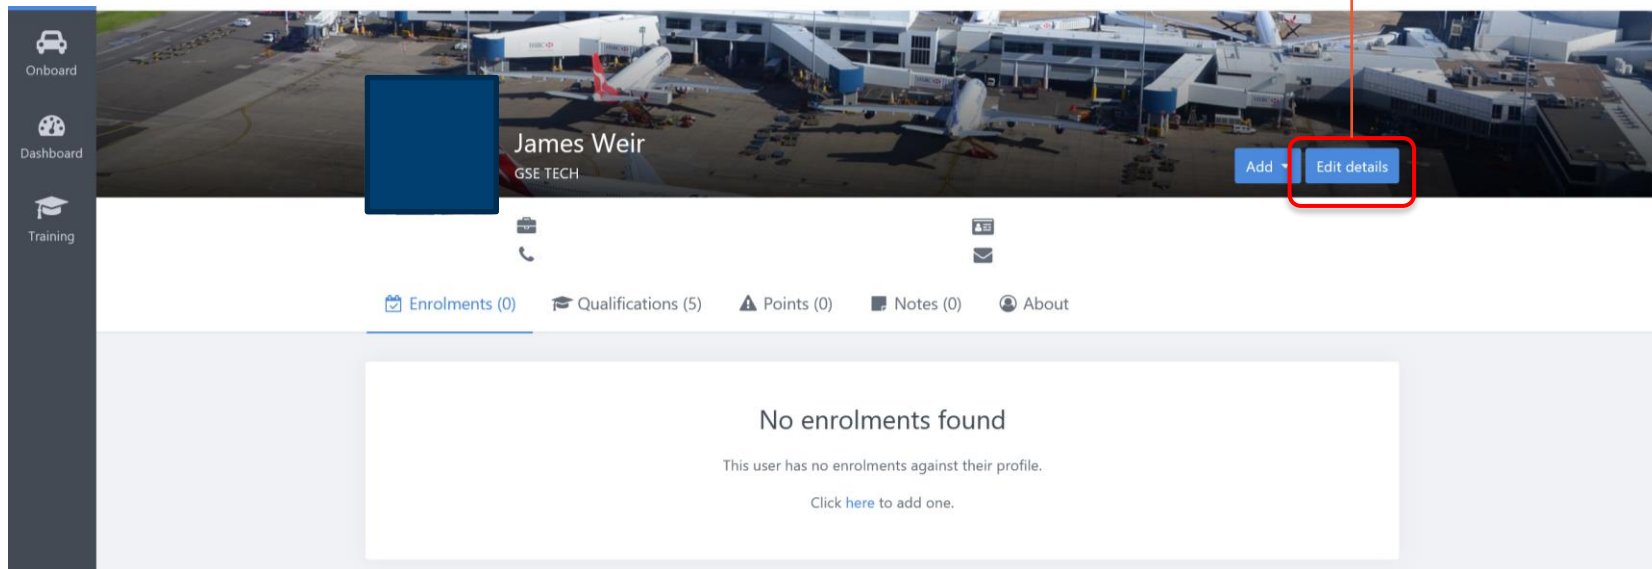 Onboard
Dashboard
Training
James Weir
GSE TECH
Add
Edit details
Enrolments (0)
Qualifications (5)
Points (0)
Notes (0)
About
No enrolments found
This user has no enrolments against their profile.
Click here to add one.